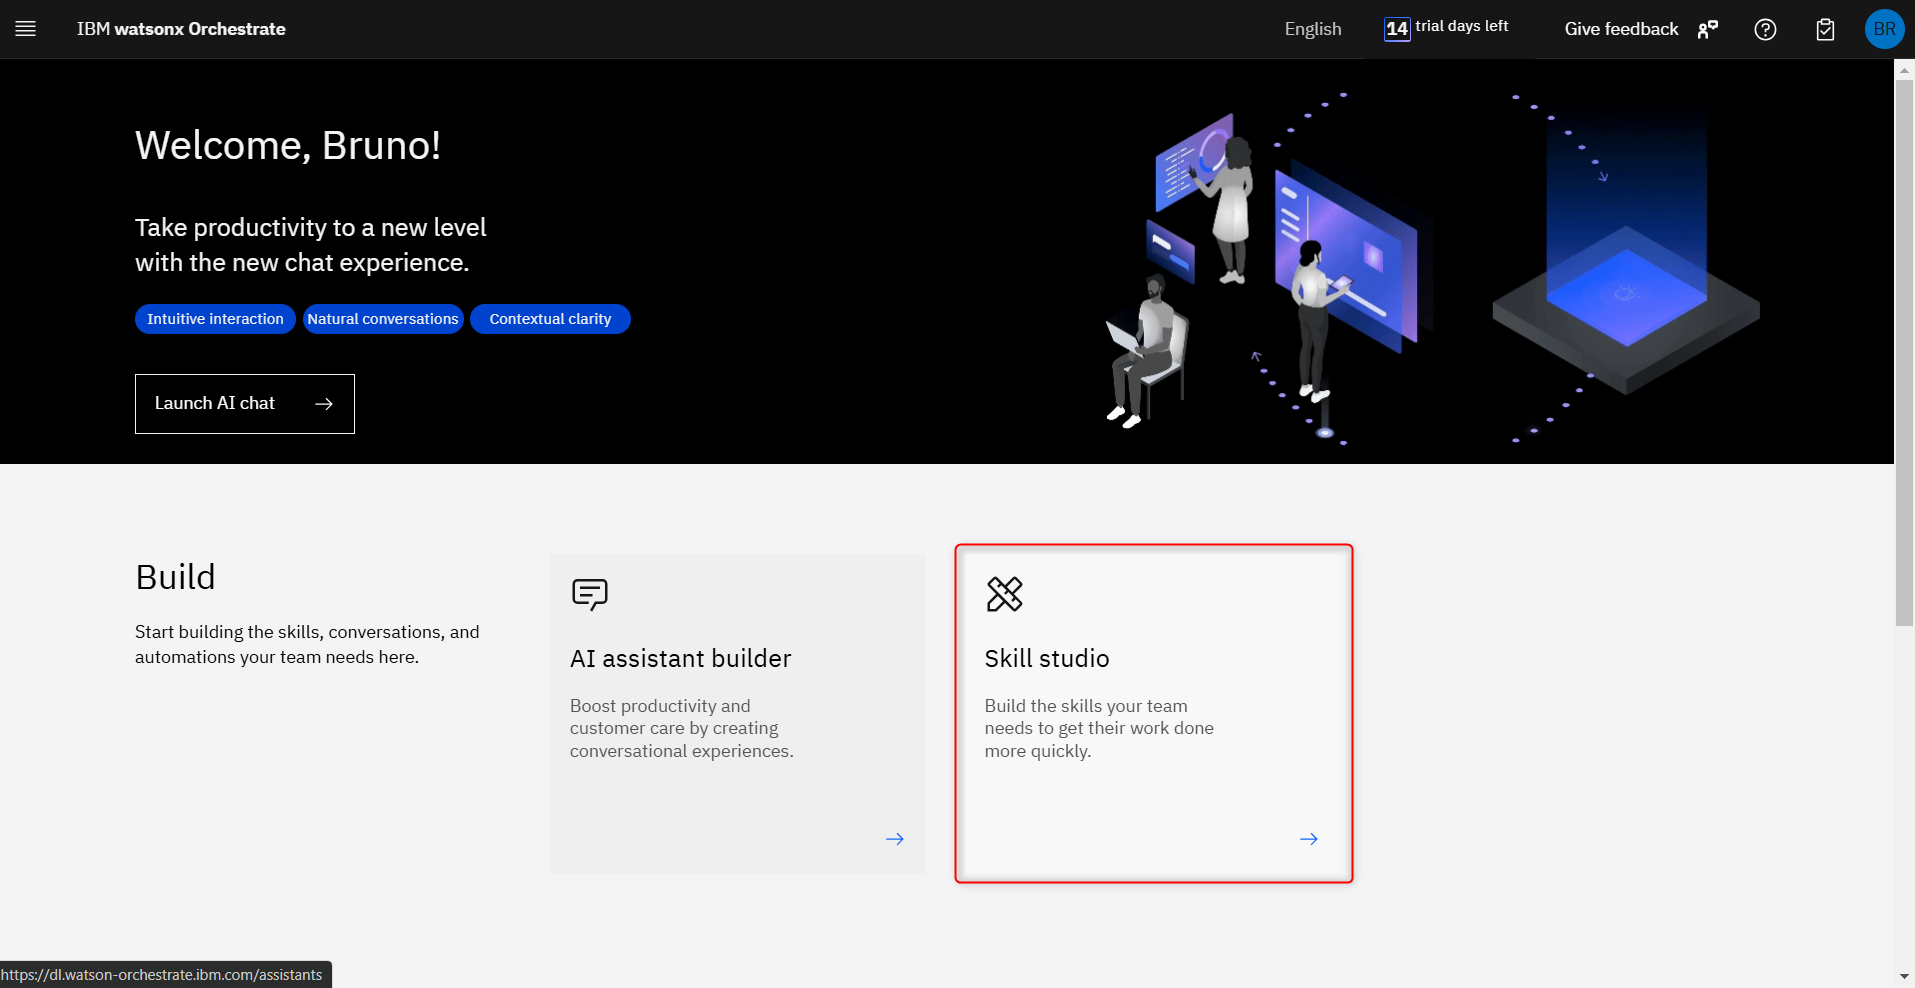 IBM watsonx Orchestrate
English
14 trial days left
Give feedback
BR
Welcome, Bruno!
Take productivity to a new level
with the new chat experience.
Intuitive interaction
Natural conversations
Contextual clarity
Launch AI chat
Build
Start building the skills, conversations, and
automations your team needs here.
AI assistant builder
Boost productivity and
customer care by creating
conversational experiences.
Skill studio
Build the skills your team
needs to get their work done
more quickly.
https://dl.watson-orchestrate.ibm.com/assistants